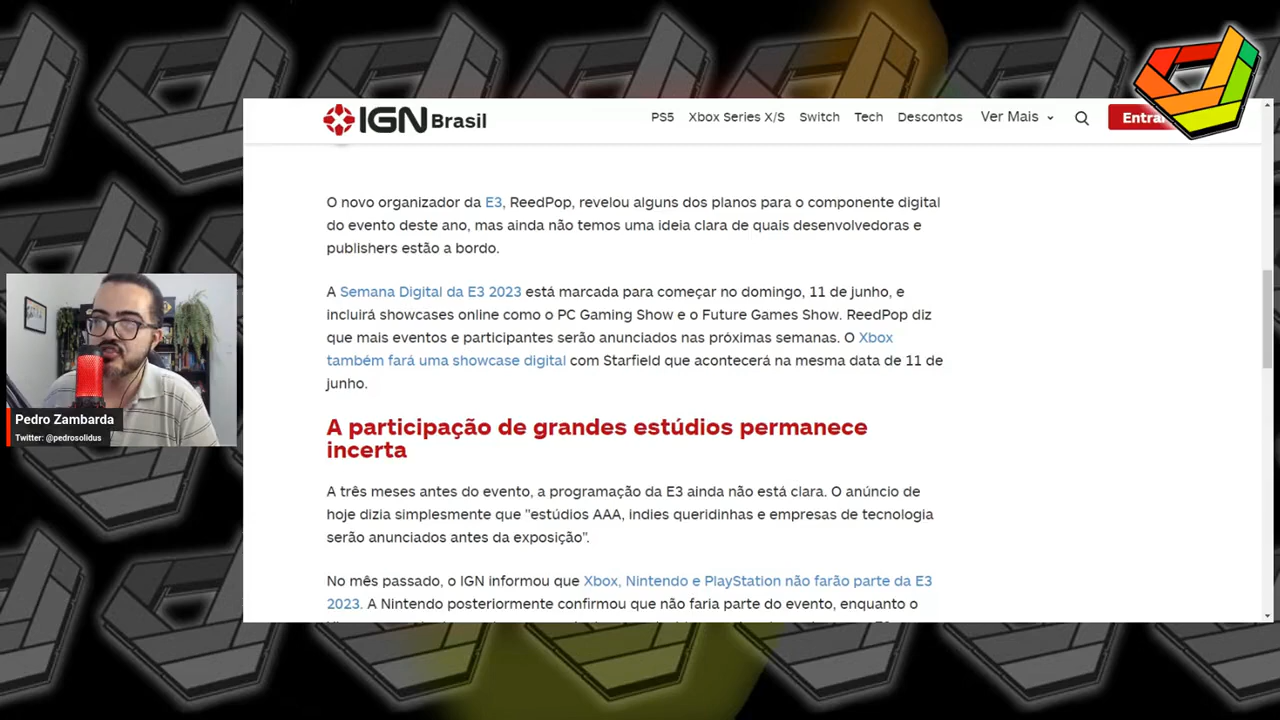 IGN Brasil
PS5 Xbox Series X/S Switch Tech Descontos Ver Mais
O novo organizador da E3, ReedPop, revelou alguns dos planos para o componente digital
do evento deste ano, mas ainda não temos uma ideia clara de quais desenvolvedoras e
publishers estão a bordo.
A Semana Digital da E3 2023 está marcada para começar no domingo, 11 de junho, e
incluirá showcases online como o PC Gaming Show e o Future Games Show. ReedPop diz
que mais eventos e participantes serão anunciados nas próximas semanas. O Xbox
também fará uma showcase digital com Starfield que acontecerá na mesma data de 11 de
junho.
A participação de grandes estúdios permanece
incerta
A três meses antes do evento, a programação da E3 ainda não está clara. O anúncio de
hoje dizia simplesmente que "estúdios AAA, indies queridinhas e empresas de tecnologia
serão anunciados antes da exposição".
No mês passado, o IGN informou que Xbox, Nintendo e PlayStation não farão parte da E3
2023. A Nintendo posteriormente confirmou que não faria parte do evento, enquanto o
Pedro Zambarda
Twitter: @pedrosolidus